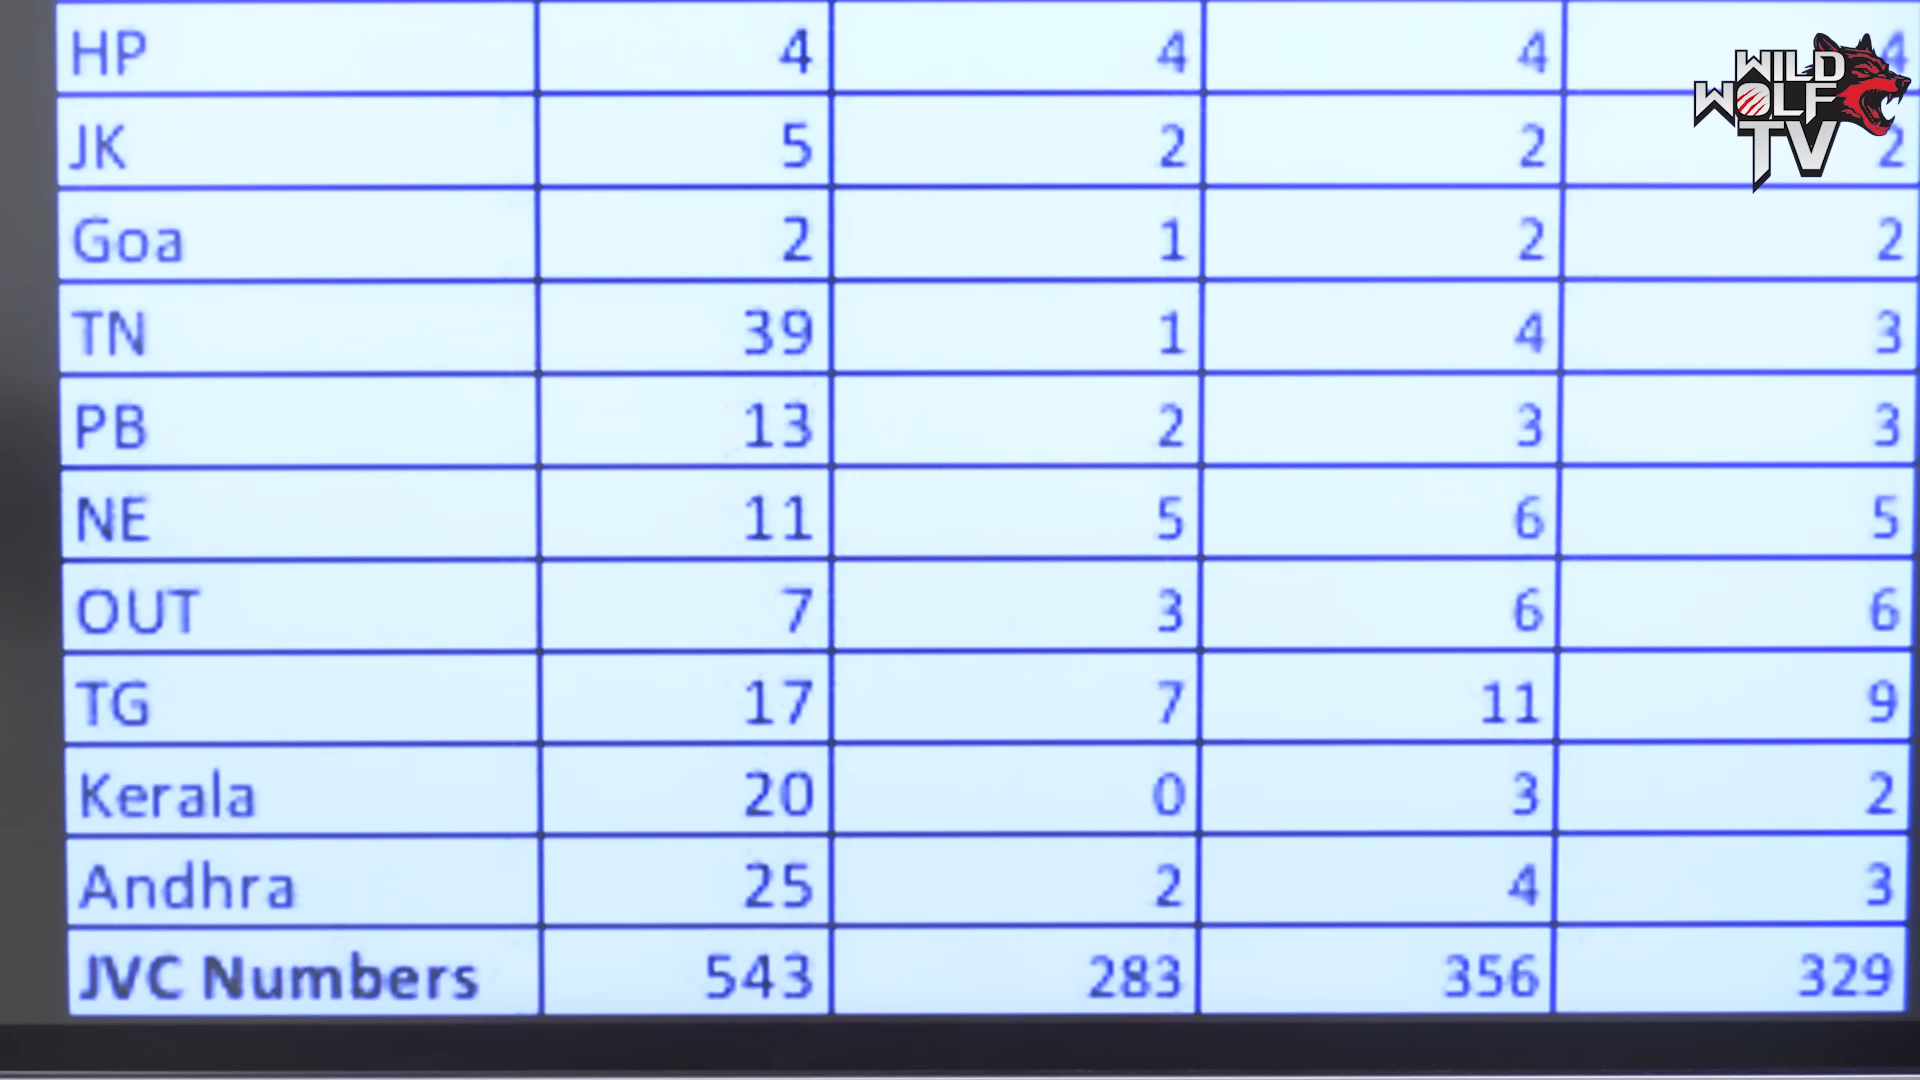 HP 4 4 4 4
JK 5 2 2 2
Goa 2 1 2 2
TN 39 1 4 3
PB 13 2 3 3
NE 11 5 6 5
OUT 7 3 6 6
TG 17 7 11 9
Kerala 20 0 3 2
Andhra 25 2 4 3
JVC Numbers 543 283 356 329
WILD
WOLF
TV